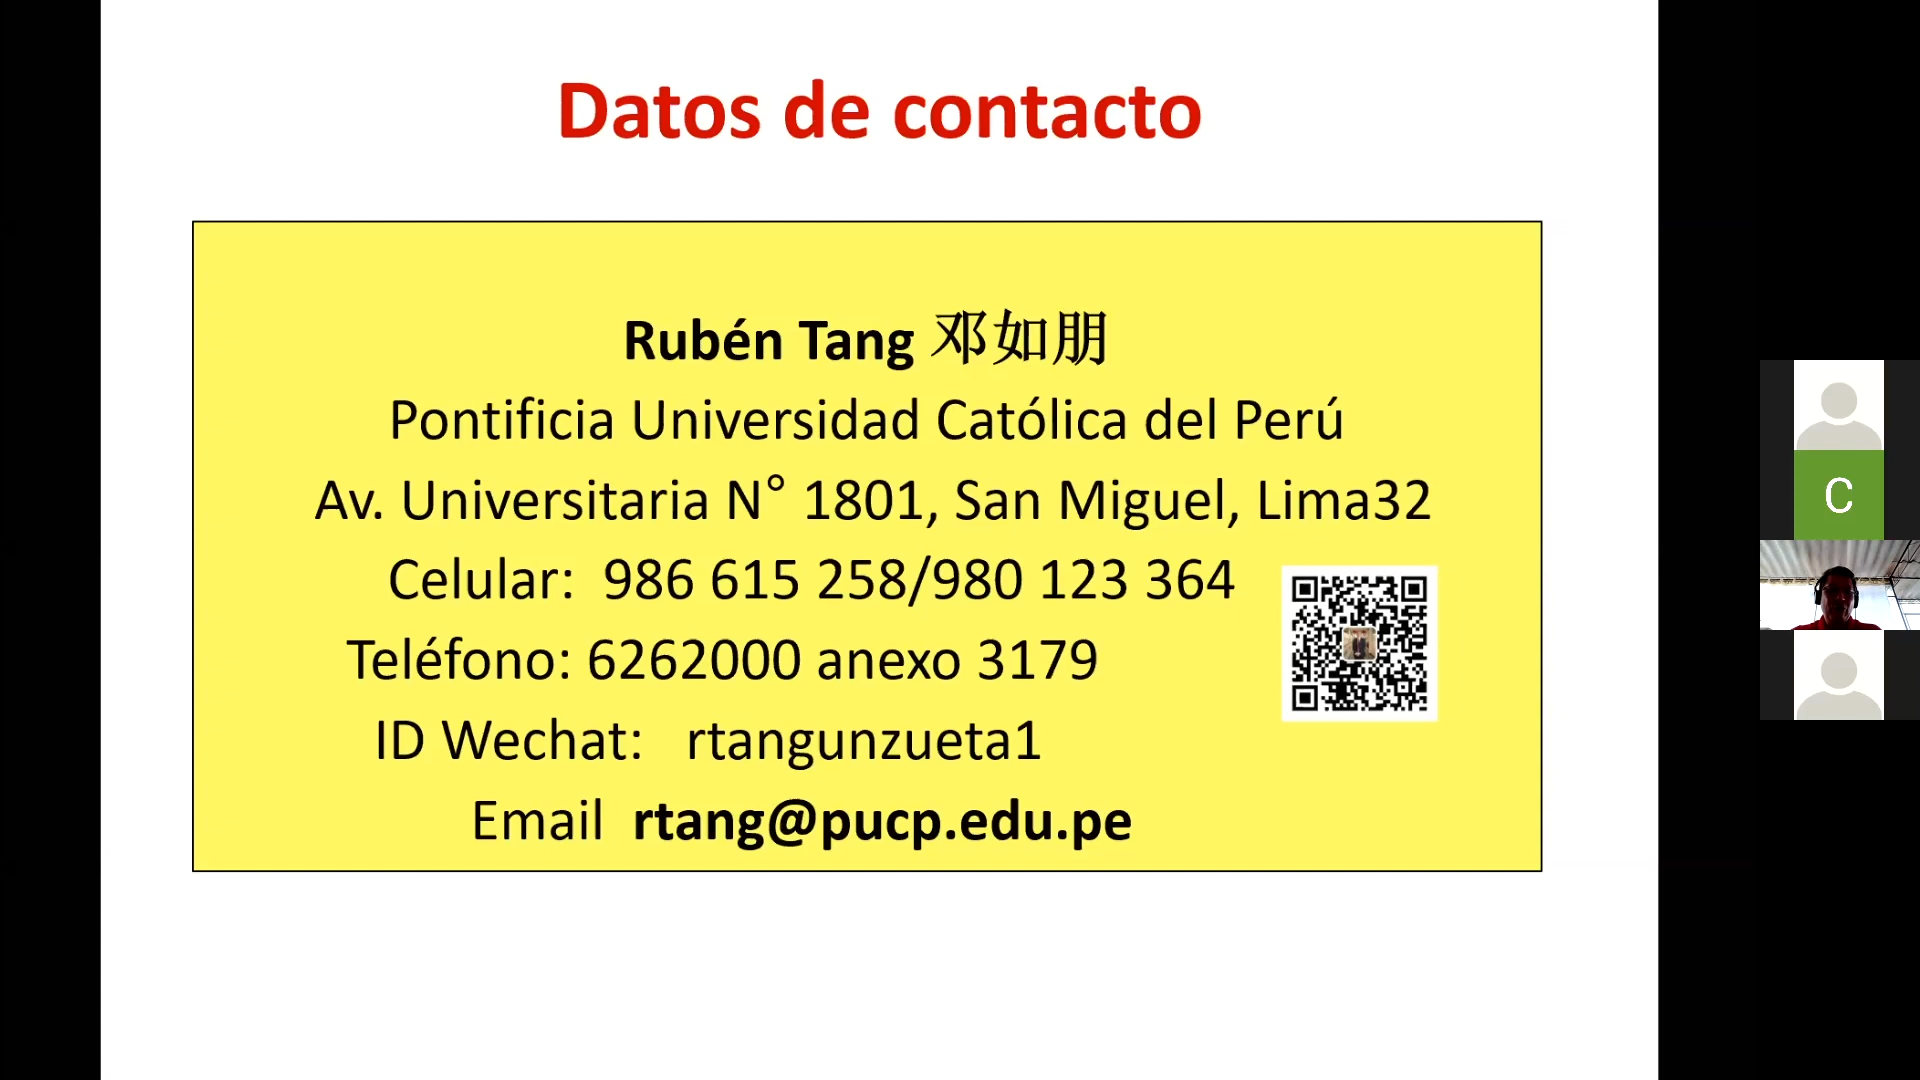 Datos de contacto
Rubén Tang 邓如朋
Pontificia Universidad Católica del Perú
Av. Universitaria N° 1801, San Miguel, Lima32
Celular: 986 615 258/980 123 364
Teléfono: 6262000 anexo 3179
ID Wechat: rtangunzueta1
Email rtang@pucp.edu.pe
C